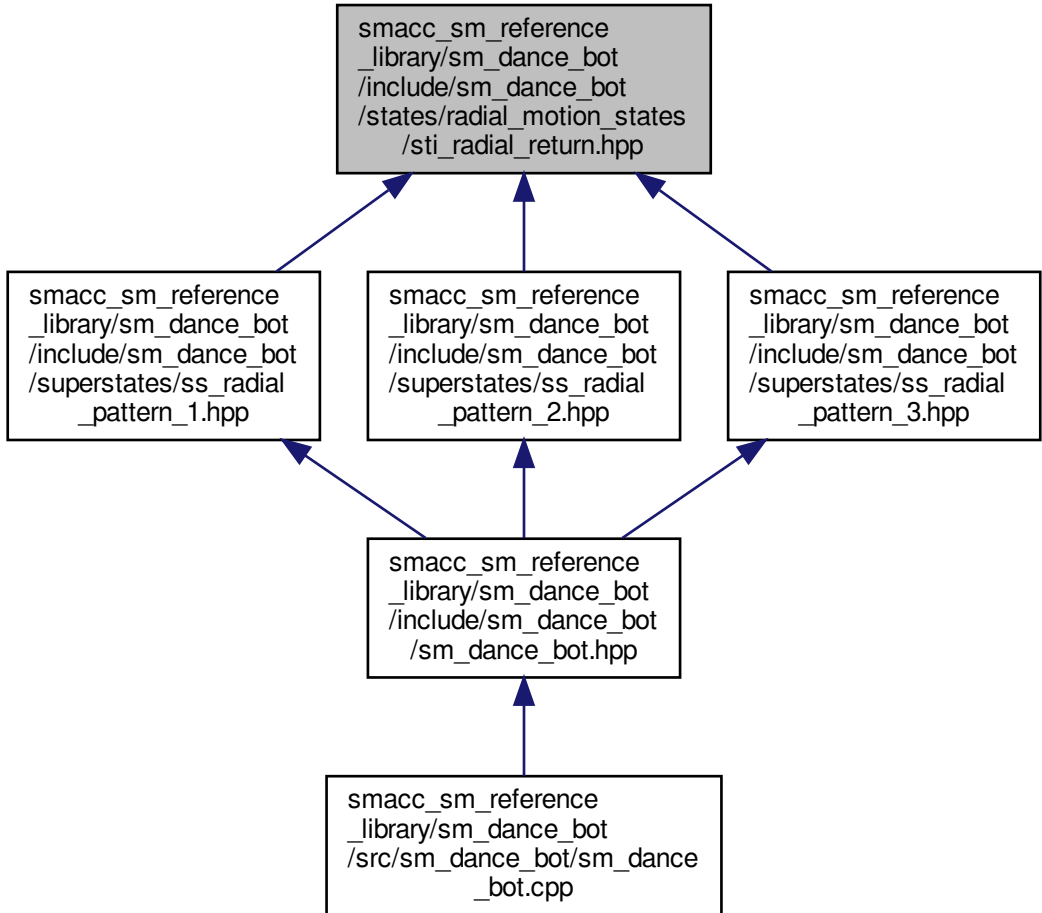 smacc_sm_reference
_library/sm_dance_bot
/include/sm_dance_bot
/states/radial_motion_states
/sti_radial_return.hpp
smacc_sm_reference
_library/sm_dance_bot
/include/sm_dance_bot
/superstates/ss_radial
_pattern_1.hpp
smacc_sm_reference
_library/sm_dance_bot
/include/sm_dance_bot
/superstates/ss_radial
_pattern_2.hpp
smacc_sm_reference
_library/sm_dance_bot
/include/sm_dance_bot
/superstates/ss_radial
_pattern_3.hpp
smacc_sm_reference
_library/sm_dance_bot
/include/sm_dance_bot
/sm_dance_bot.hpp
smacc_sm_reference
_library/sm_dance_bot
/src/sm_dance_bot/sm_dance
_bot.cpp